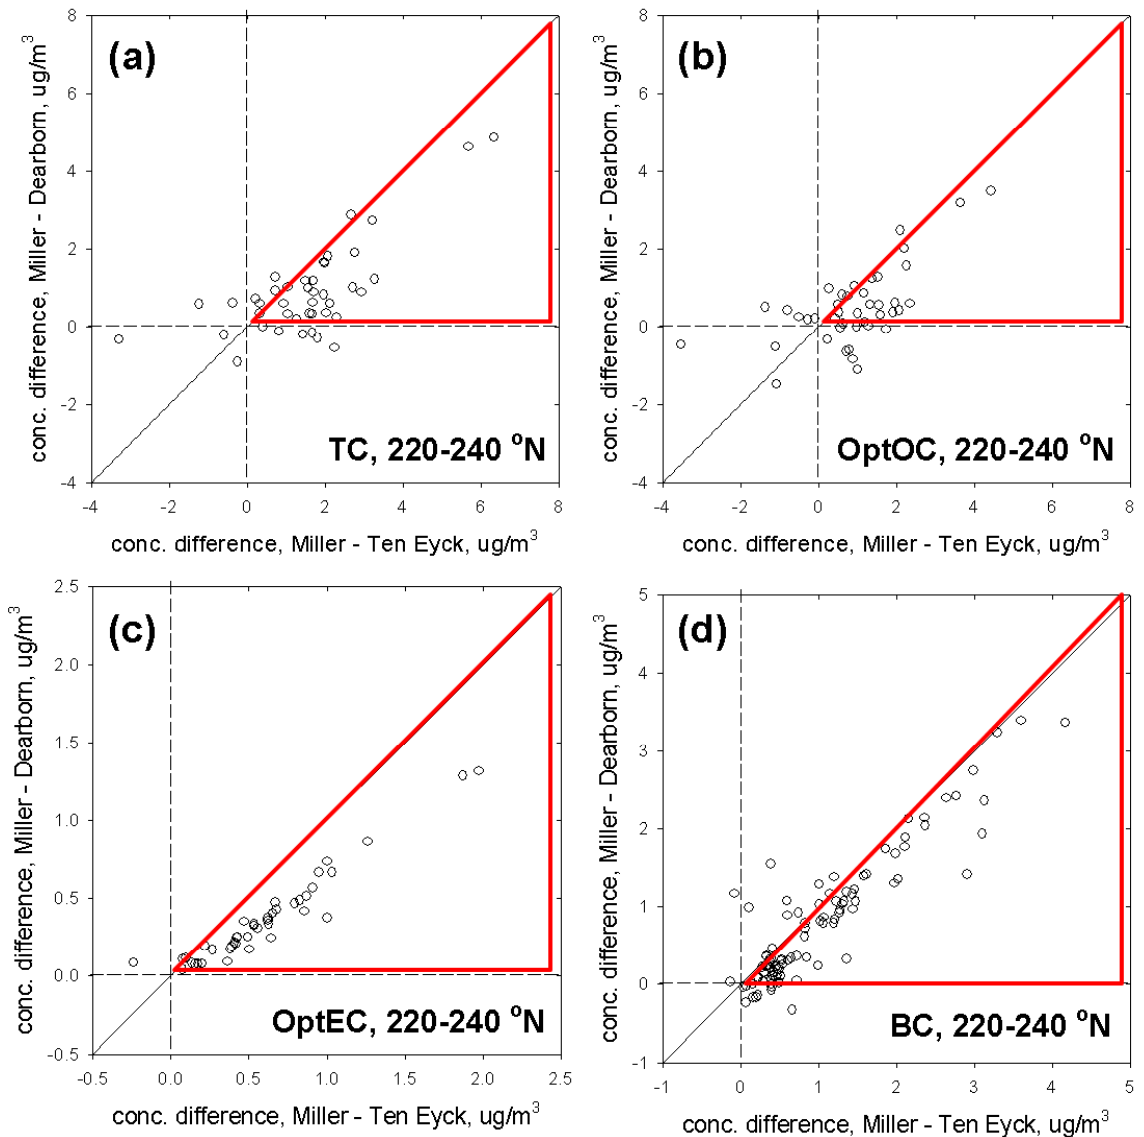 (a)
conc. difference, Miller - Dearborn, ug/m³
8
6
4
2
0
-2
-4
TC, 220-240 °N
-4 -2 0 2 4 6 8
conc. difference, Miller - Ten Eyck, ug/m³
(b)
conc. difference, Miller - Dearborn, ug/m³
8
6
4
2
0
-2
-4
OptOC, 220-240 °N
-4 -2 0 2 4 6 8
conc. difference, Miller - Ten Eyck, ug/m³
(c)
conc. difference, Miller - Dearborn, ug/m³
2.5
2.0
1.5
1.0
0.5
0.0
-0.5
OptEC, 220-240 °N
-0.5 0.0 0.5 1.0 1.5 2.0 2.5
conc. difference, Miller - Ten Eyck, ug/m³
(d)
conc. difference, Miller - Dearborn, ug/m³
5
4
3
2
1
0
-1
BC, 220-240 °N
-1 0 1 2 3 4 5
conc. difference, Miller - Ten Eyck, ug/m³